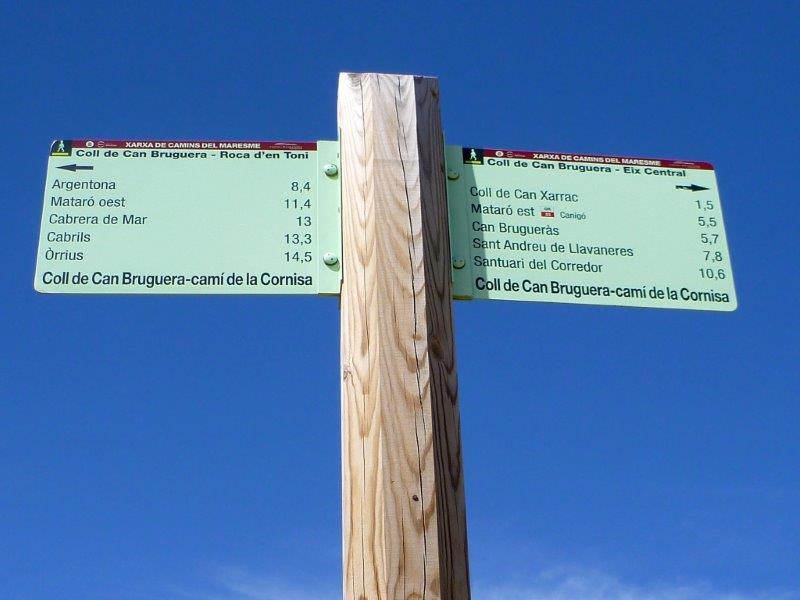 XARXA DE CAMINS DEL MARESME
Coll de Can Bruguera - Roca d'en Toni
Argentona 8,4
Mataró oest 11,4
Cabrera de Mar 13
Cabrils 13,3
Òrrius 14,5
Coll de Can Bruguera-camí de la Cornisa
XARXA DE CAMINS DEL MARESME
Coll de Can Bruguera - Eix Central
Coll de Can Xarrac 1,5
Mataró est GR 83 Canigó 5,5
Can Brugueràs 5,7
Sant Andreu de Llavaneres 7,8
Santuari del Corredor 10,6
Coll de Can Bruguera-camí de la Cornisa